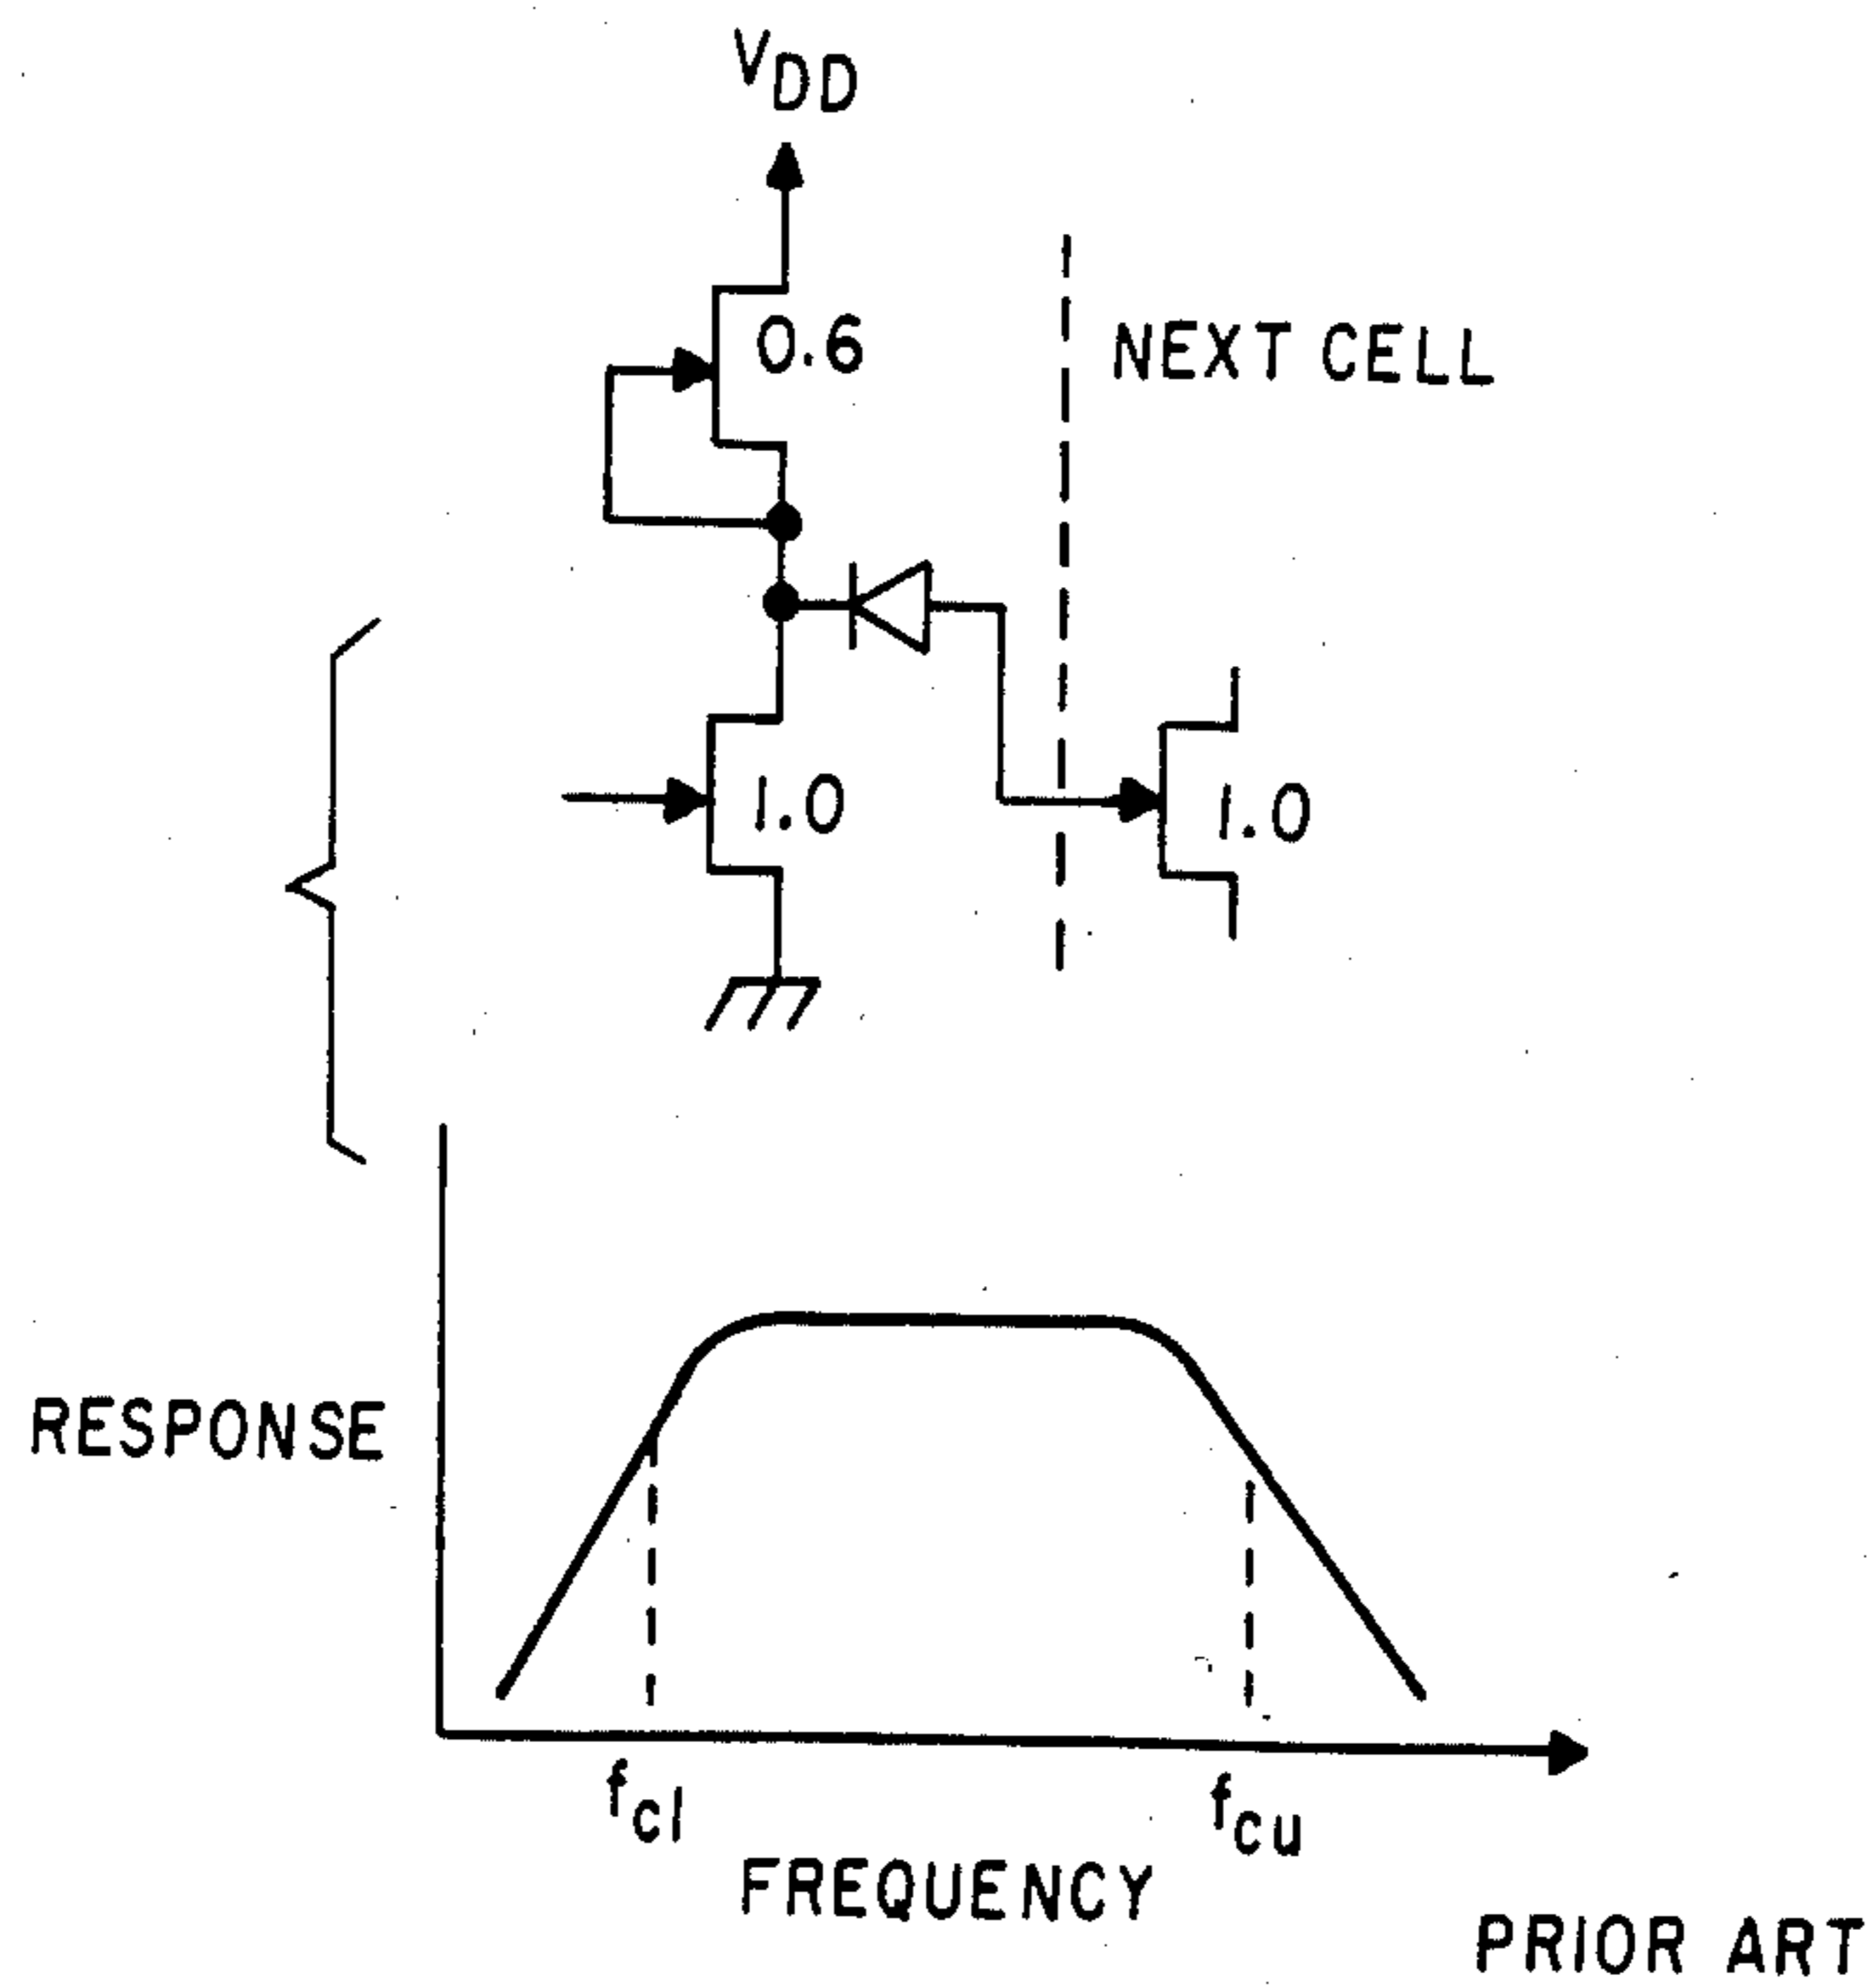 VDD
0.6
NEXT CELL
1.0
1.0
RESPONSE
fcl
fcu
FREQUENCY
PRIOR ART